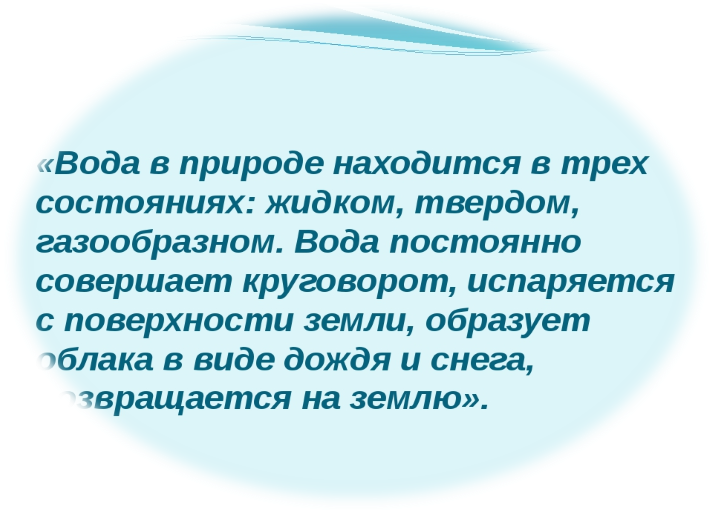 «Вода в природе находится в трех
состояниях: жидком, твердом,
газообразном. Вода постоянно
совершает круговорот, испаряется
с поверхности земли, образует
облака в виде дождя и снега,
возвращается на землю».